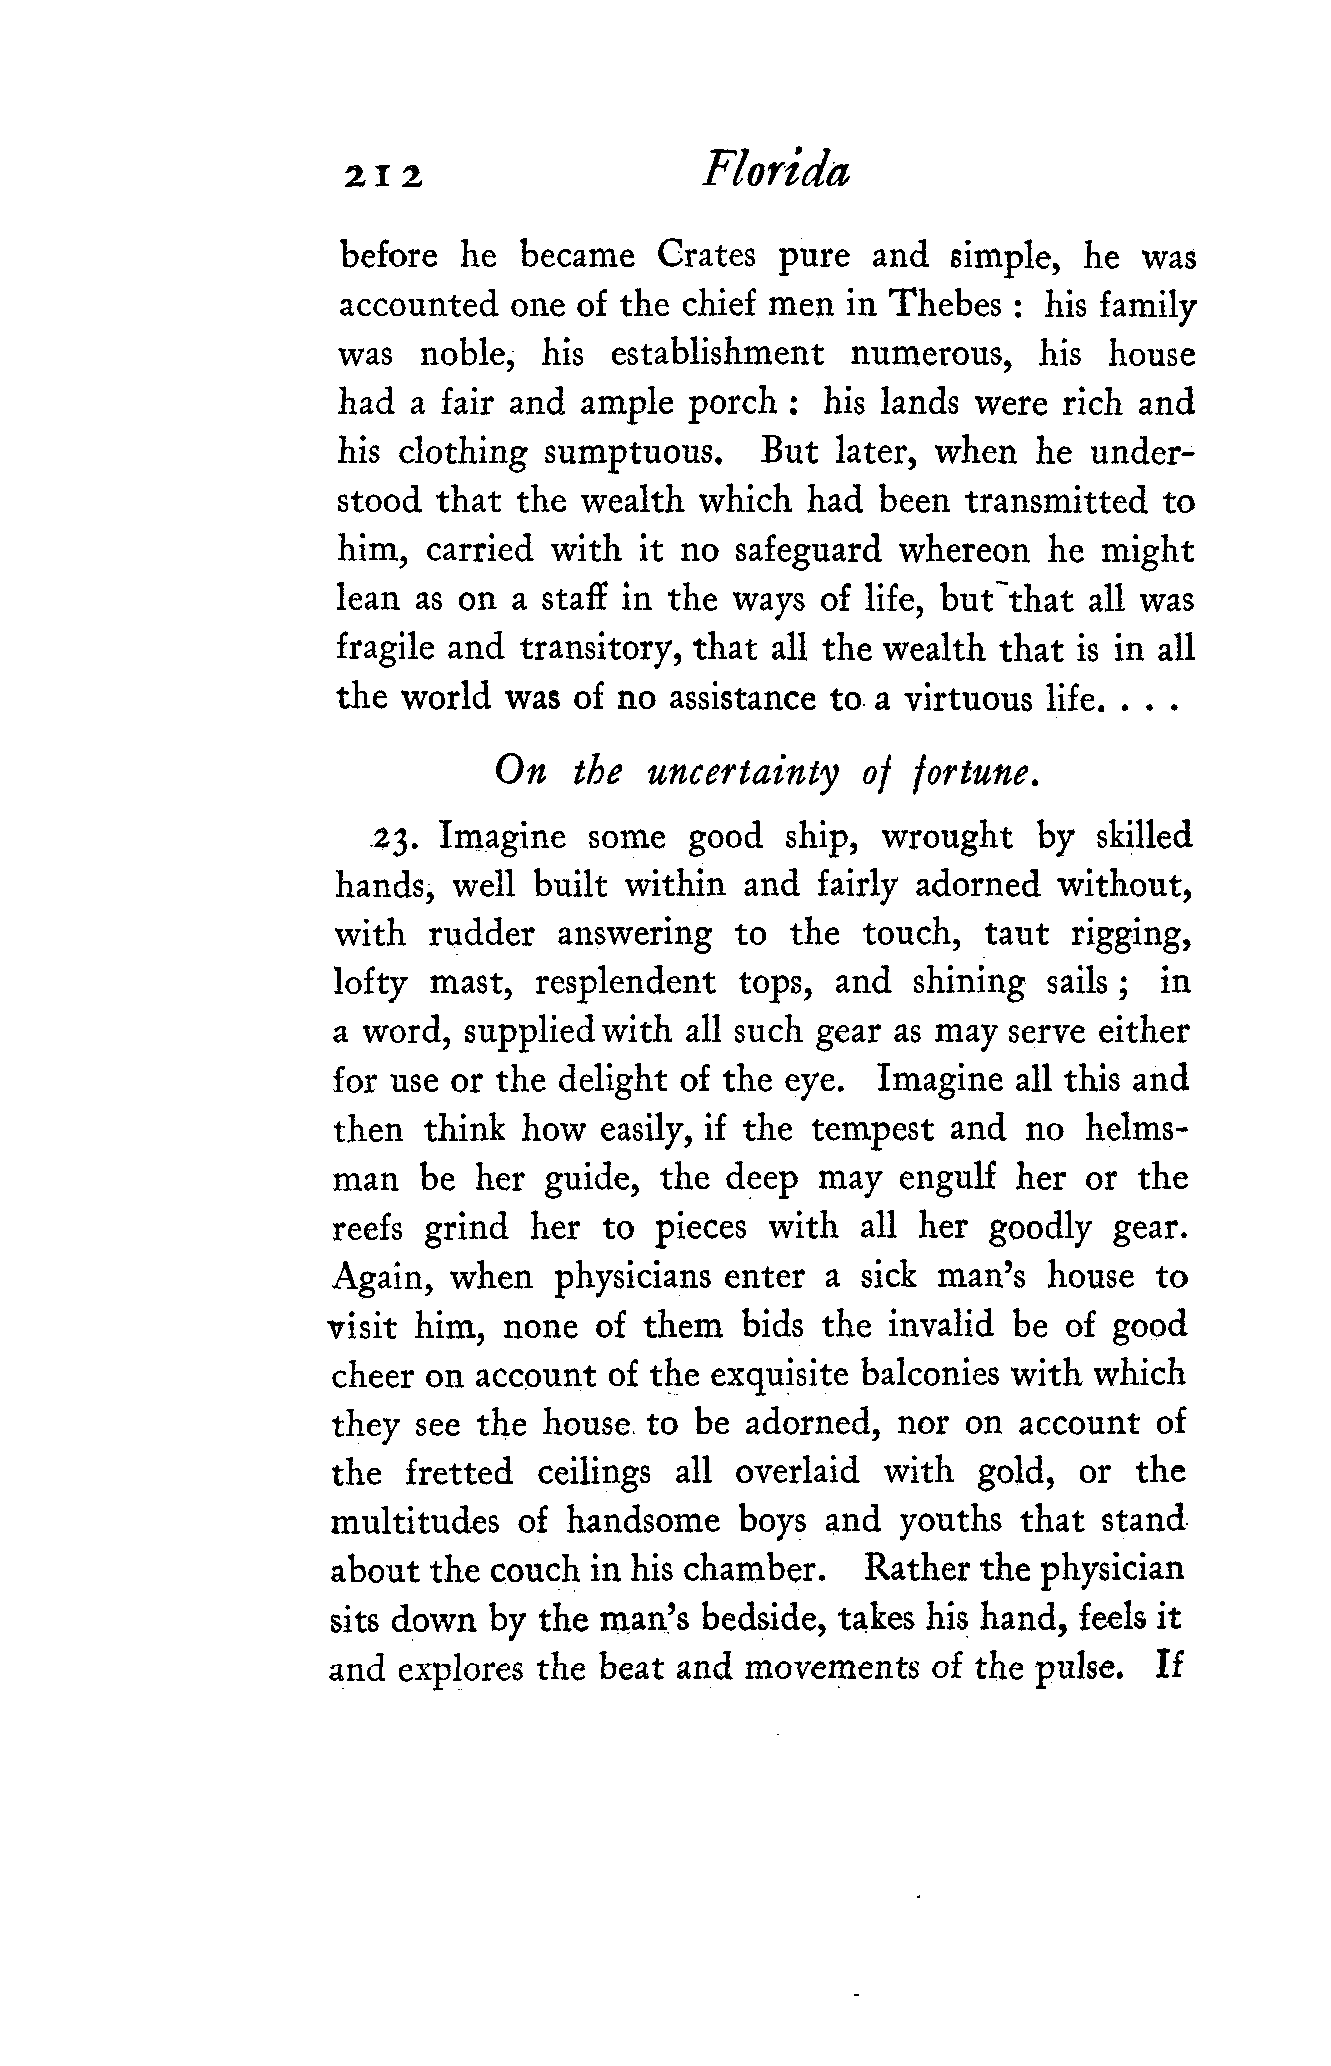 212 Florida
before he became Crates pure and simple, he was
accounted one of the chief men in Thebes : his family
was noble, his establishment numerous, his house
had a fair and ample porch : his lands were rich and
his clothing sumptuous. But later, when he under-
stood that the wealth which had been transmitted to
him, carried with it no safeguard whereon he might
lean as on a staff in the ways of life, but that all was
fragile and transitory, that all the wealth that is in all
the world was of no assistance to a virtuous life. . . .
On the uncertainty of fortune.
23. Imagine some good ship, wrought by skilled
hands, well built within and fairly adorned without,
with rudder answering to the touch, taut rigging,
lofty mast, resplendent tops, and shining sails ; in
a word, supplied with all such gear as may serve either
for use or the delight of the eye. Imagine all this and
then think how easily, if the tempest and no helms-
man be her guide, the deep may engulf her or the
reefs grind her to pieces with all her goodly gear.
Again, when physicians enter a sick man's house to
visit him, none of them bids the invalid be of good
cheer on account of the exquisite balconies with which
they see the house to be adorned, nor on account of
the fretted ceilings all overlaid with gold, or the
multitudes of handsome boys and youths that stand
about the couch in his chamber. Rather the physician
sits down by the man's bedside, takes his hand, feels it
and explores the beat and movements of the pulse. If